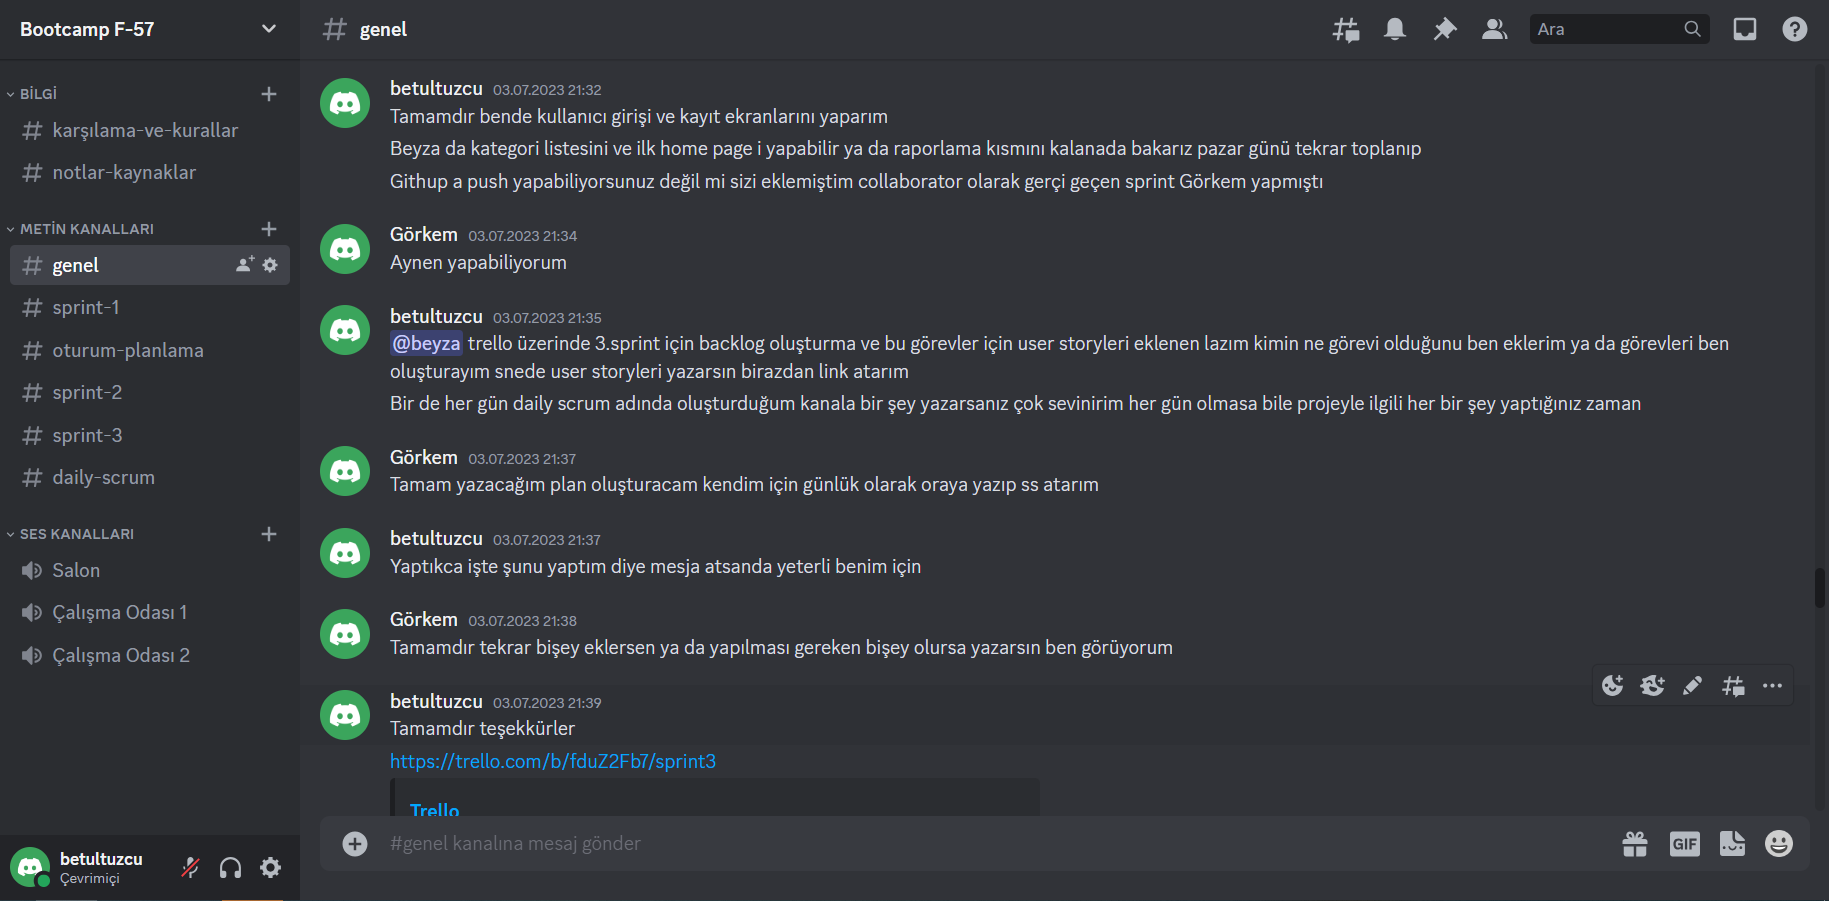 Bootcamp F-57
BİLGİ
karşılama-ve-kurallar
notlar-kaynaklar
METİN KANALLARI
genel
sprint-1
oturum-planlama
sprint-2
sprint-3
daily-scrum
SES KANALLARI
Salon
Çalışma Odası 1
Çalışma Odası 2
betultuzcu
Çevrimiçi
genel
Ara
betultuzcu 03.07.2023 21:32
Tamamdır bende kullanıcı girişi ve kayıt ekranlarını yaparım
Beyza da kategori listesini ve ilk home page i yapabilir ya da raporlama kısmını kalanada bakarız pazar günü tekrar toplanıp
Githup a push yapabiliyorsunuz değil mi sizi eklemiştim collaborator olarak gerçi geçen sprint Görkem yapmıştı
Görkem 03.07.2023 21:34
Aynen yapabiliyorum
betultuzcu 03.07.2023 21:35
@beyza trello üzerinde 3.sprint için backlog oluşturma ve bu görevler için user storyleri eklenen lazım kimin ne görevi olduğunu ben eklerim ya da görevleri ben
oluşturayım snede user storyleri yazarsın birazdan link atarım
Bir de her gün daily scrum adında oluşturduğum kanala bir şey yazarsanız çok sevinirim her gün olmasa bile projeyle ilgili her bir şey yaptığınız zaman
Görkem 03.07.2023 21:37
Tamam yazacağım plan oluşturacam kendim için günlük olarak oraya yazıp ss atarım
betultuzcu 03.07.2023 21:37
Yaptıkca işte şunu yaptım diye mesja atsanda yeterli benim için
Görkem 03.07.2023 21:38
Tamamdır tekrar bişey eklersen ya da yapılması gereken bişey olursa yazarsın ben görüyorum
betultuzcu 03.07.2023 21:39
Tamamdır teşekkürler
https://trello.com/b/fduZ2Fb7/sprint3
Trello
#genel kanalına mesaj gönder
GIF